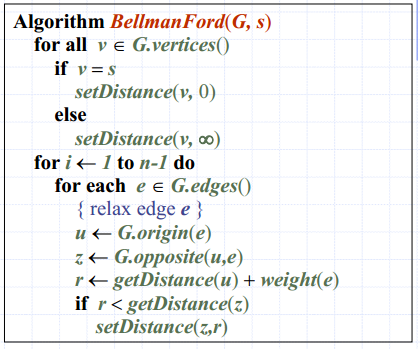 Algorithm BellmanFord(G, s)
for all v ∈ G.vertices()
if v = s
setDistance(v, 0)
else
setDistance(v, ∞)
for i ← 1 to n-1 do
for each e ∈ G.edges()
{ relax edge e }
u ← G.origin(e)
z ← G.opposite(u,e)
r ← getDistance(u) + weight(e)
if r < getDistance(z)
setDistance(z,r)